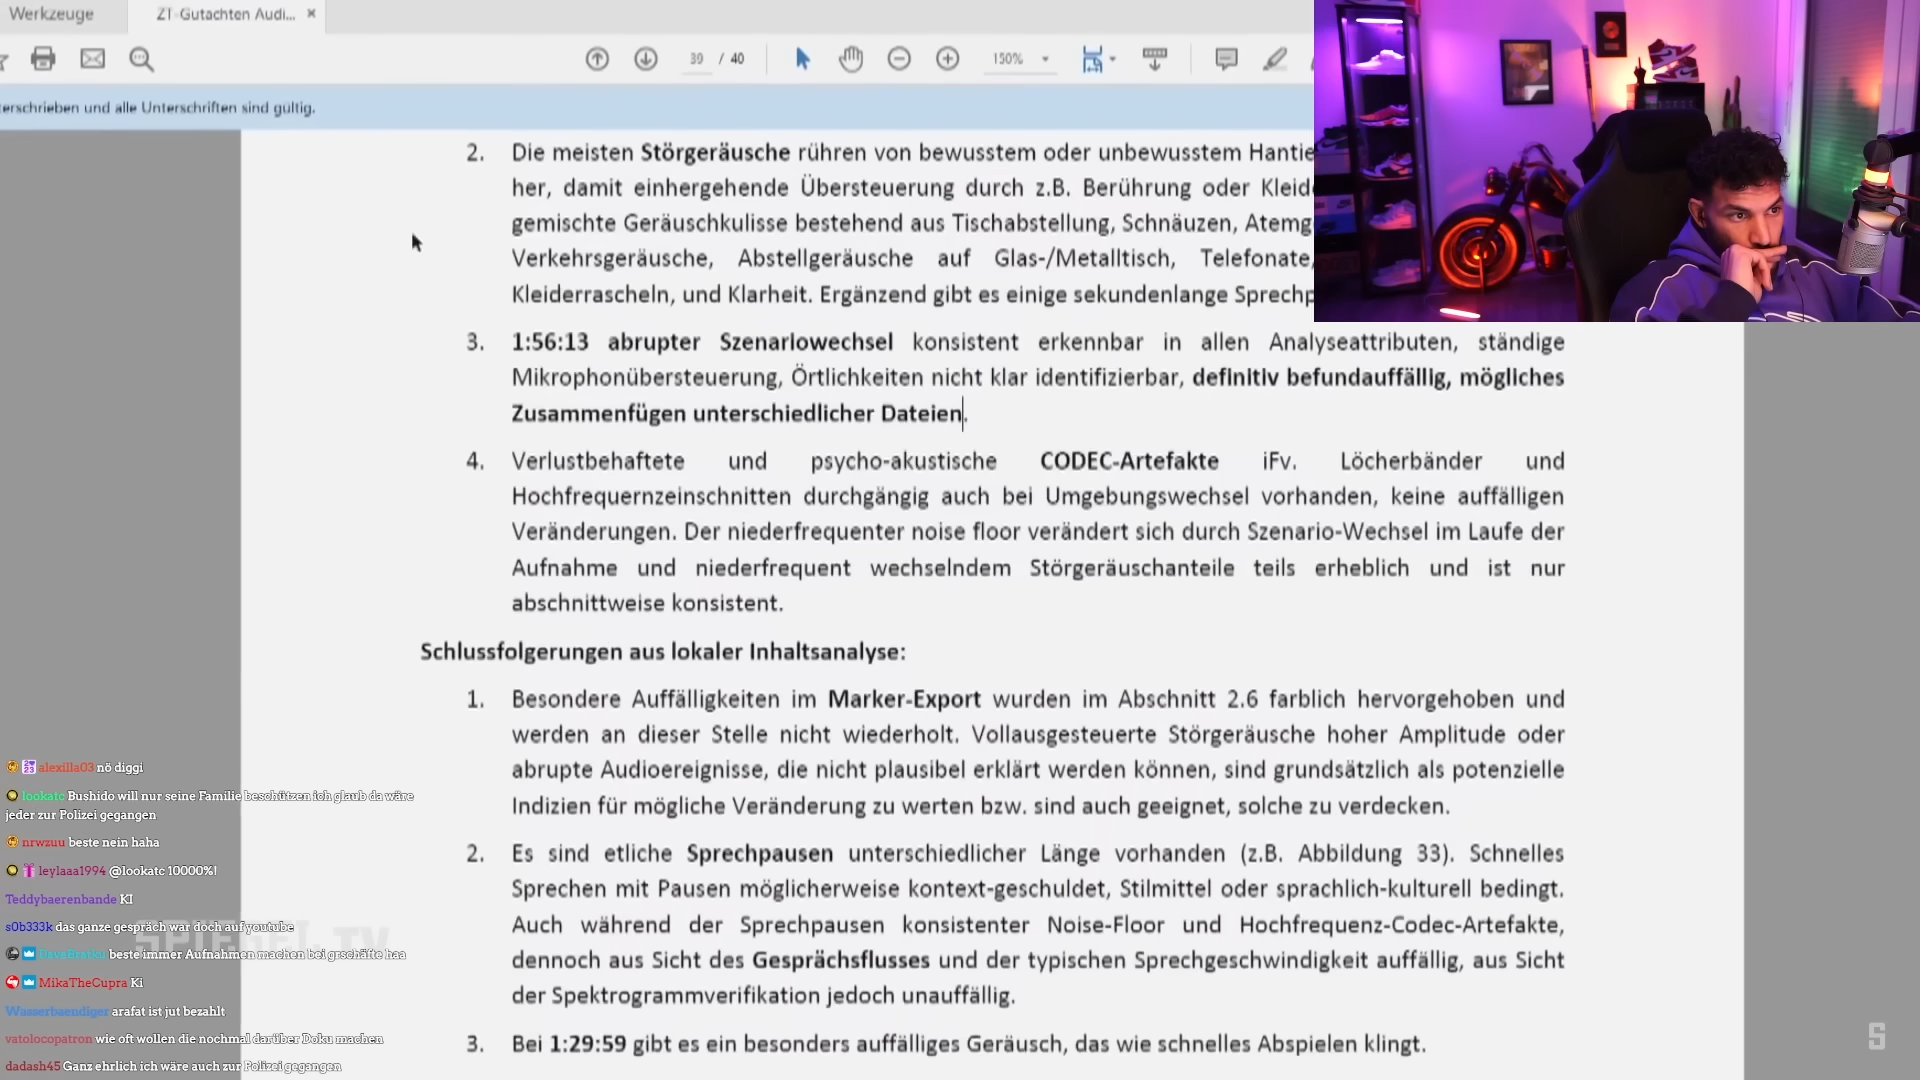 Werkzeuge
ZT-Gutachten Audi...
39 / 40
150%
erschrieben und alle Unterschriften sind gültig.
2. Die meisten Störgeräusche rühren von bewusstem oder unbewusstem Hantie
her, damit einhergehende Übersteuerung durch z.B. Berührung oder Kleid
gemischte Geräuschkulisse bestehend aus Tischabstellung, Schnäuzen, Atemg
Verkehrsgeräusche, Abstellgeräusche auf Glas-/Metalltisch, Telefonate,
Kleiderrascheln, und Klarheit. Ergänzend gibt es einige sekundenlange Sprechp
3. 1:56:13 abrupter Szenariowechsel konsistent erkennbar in allen Analyseattributen, ständige
Mikrophonübersteuerung, Örtlichkeiten nicht klar identifizierbar, definitiv befundauffällig, mögliches
Zusammenfügen unterschiedlicher Dateien.
4. Verlustbehaftete und psycho-akustische CODEC-Artefakte iFv. Löcherbänder und
Hochfrequernzeinschnitten durchgängig auch bei Umgebungswechsel vorhanden, keine auffälligen
Veränderungen. Der niederfrequenter noise floor verändert sich durch Szenario-Wechsel im Laufe der
Aufnahme und niederfrequent wechselndem Störgeräuschanteile teils erheblich und ist nur
abschnittweise konsistent.
Schlussfolgerungen aus lokaler Inhaltsanalyse:
1. Besondere Auffälligkeiten im Marker-Export wurden im Abschnitt 2.6 farblich hervorgehoben und
werden an dieser Stelle nicht wiederholt. Vollausgesteuerte Störgeräusche hoher Amplitude oder
abrupte Audioereignisse, die nicht plausibel erklärt werden können, sind grundsätzlich als potenzielle
Indizien für mögliche Veränderung zu werten bzw. sind auch geeignet, solche zu verdecken.
2. Es sind etliche Sprechpausen unterschiedlicher Länge vorhanden (z.B. Abbildung 33). Schnelles
Sprechen mit Pausen möglicherweise kontext-geschuldet, Stilmittel oder sprachlich-kulturell bedingt.
Auch während der Sprechpausen konsistenter Noise-Floor und Hochfrequenz-Codec-Artefakte,
dennoch aus Sicht des Gesprächsflusses und der typischen Sprechgeschwindigkeit auffällig, aus Sicht
der Spektrogrammverifikation jedoch unauffällig.
3. Bei 1:29:59 gibt es ein besonders auffälliges Geräusch, das wie schnelles Abspielen klingt.
alexilla03 nö diggi
lookatc Bushido will nur seine Familie beschützen ich glaub da wäre
jeder zur Polizei gegangen
nrwzuu beste nein haha
leylaaa1994 @lookatc 10000%!
Teddybaerenbande KI
s0b333k das ganze gespräch war doch auf youtube
beste immer Aufnahmen machen bei grschäfte haa
MikaTheCupra Ki
Wasserbaendiger arafat ist jut bezahlt
vatolocopatron wie oft wollen die nochmal darüber Doku machen
dadash45 Ganz ehrlich ich wäre auch zur Polizei gegangen
SPIEGEL TV
S